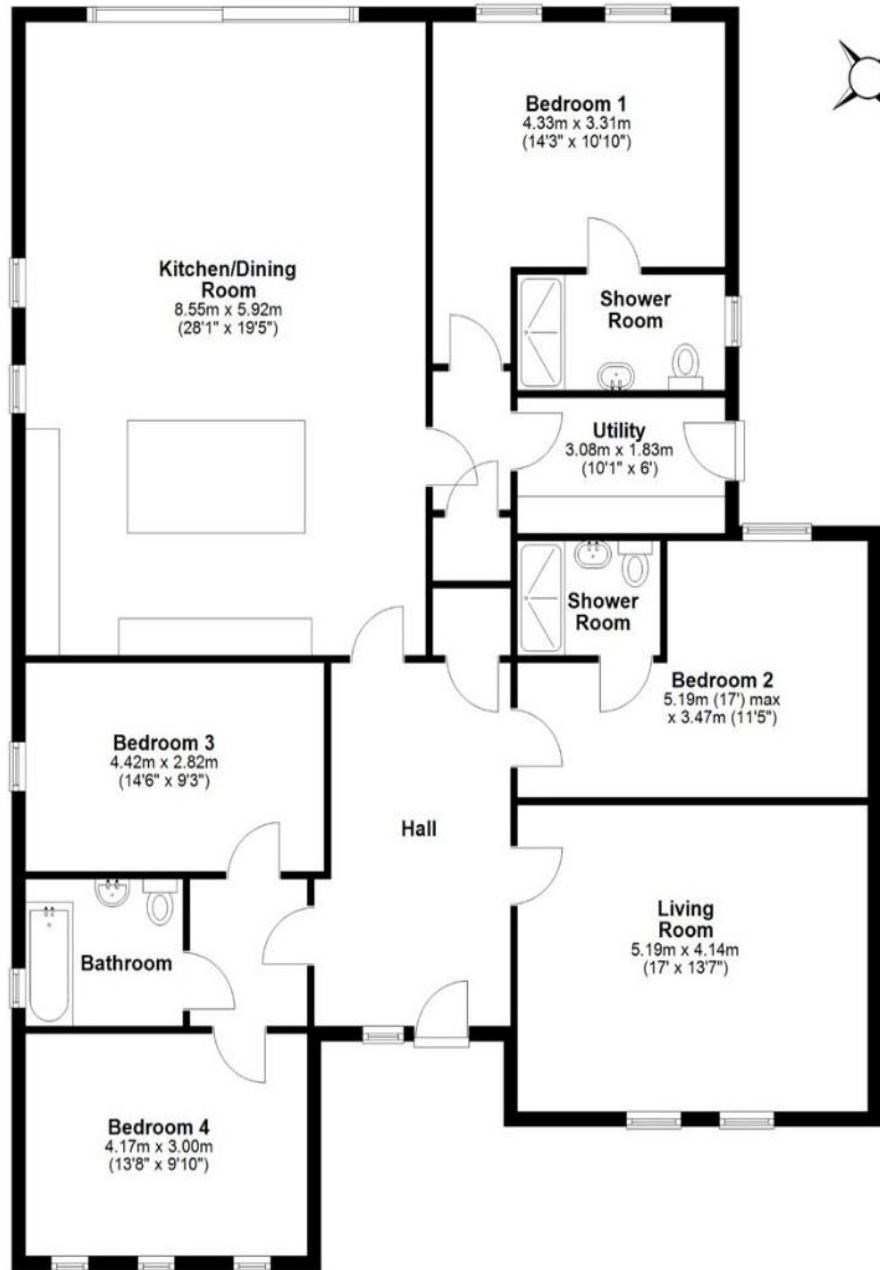 Bedroom 1
4.33m x 3.31m
(14'3" x 10'10")
Kitchen/Dining
Room
8.55m x 5.92m
(28'1" x 19'5")
Shower
Room
Utility
3.08m x 1.83m
(10'1" x 6')
Shower
Room
Bedroom 2
5.19m (17') max
x 3.47m (11'5")
Bedroom 3
4.42m x 2.82m
(14'6" x 9'3")
Hall
Living
Room
5.19m x 4.14m
(17' x 13'7")
Bathroom
Bedroom 4
4.17m x 3.00m
(13'8" x 9'10")